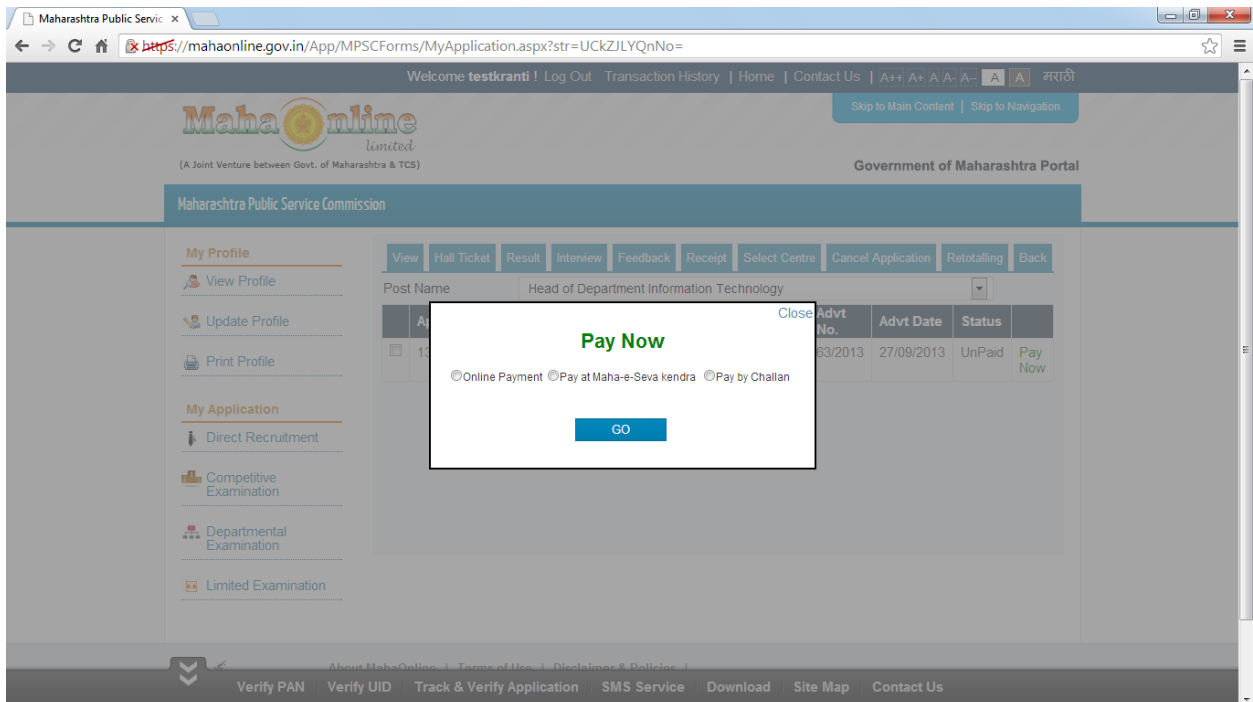 Maharashtra Public Servic
https://mahaonline.gov.in/App/MPSCForms/MyApplication.aspx?str=UCkZJLYQnNo=
Welcome testkranti ! Log Out Transaction History | Home | Contact Us | A++ A+ A A- A-- A A मराठी
Skip to Main Content | Skip to Navigation
MahaOnline
limited
(A Joint Venture between Govt. of Maharashtra & TCS)
Government of Maharashtra Portal
Maharashtra Public Service Commission
My Profile
View Profile
Update Profile
Print Profile
My Application
Direct Recruitment
Competitive
Examination
Departmental
Examination
Limited Examination
View Hall Ticket Result Interview Feedback Receipt Select Centre Cancel Application Retotalling Back
Post Name Head of Department Information Technology
Advt No. Advt Date Status
63/2013 27/09/2013 UnPaid Pay Now
Close
Pay Now
Online Payment Pay at Maha-e-Seva kendra Pay by Challan
GO
About MahaOnline | Terms of Use | Disclaimer & Policies |
Verify PAN Verify UID Track & Verify Application SMS Service Download Site Map Contact Us